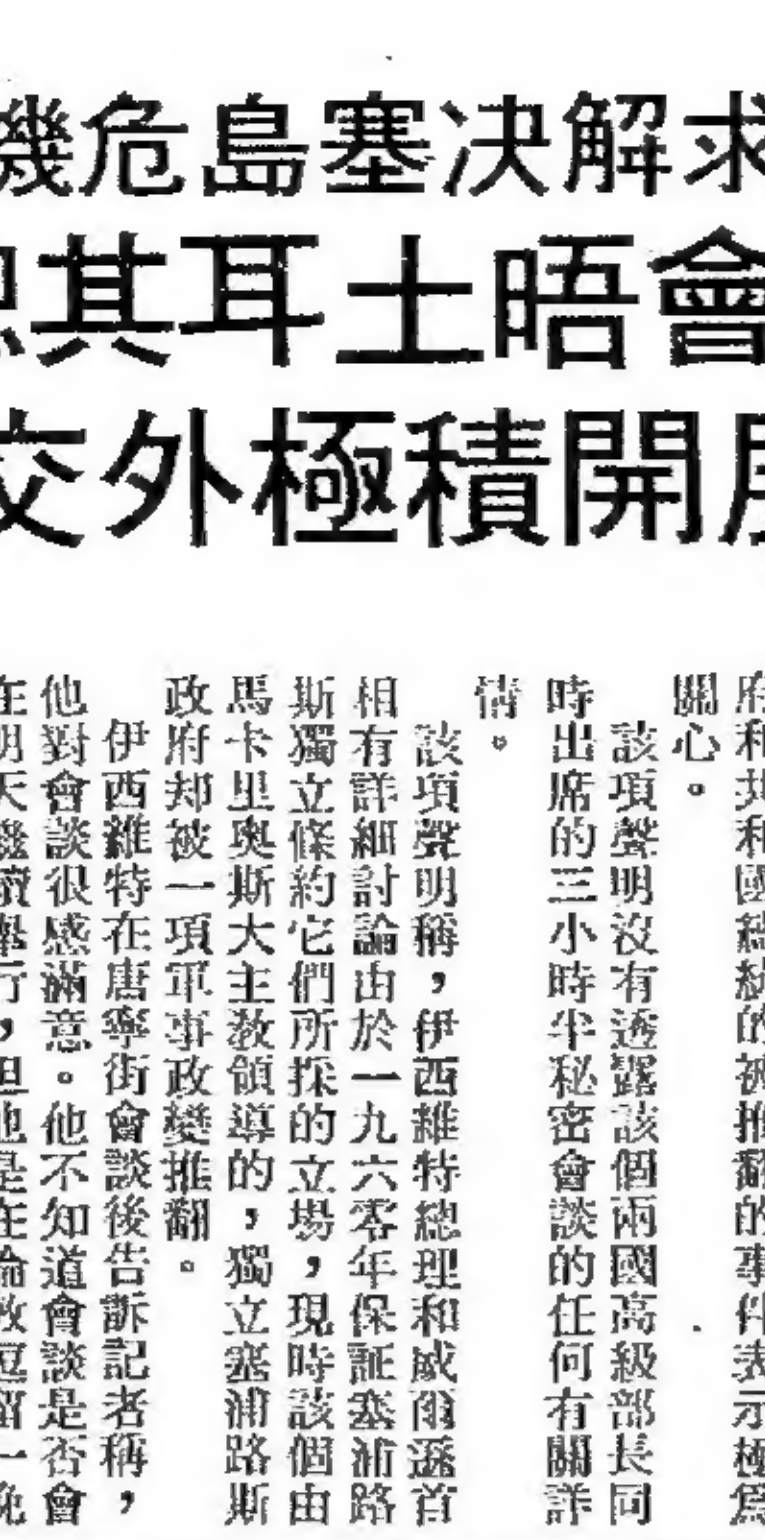 求解决塞島危機
會晤土耳其
開積極外交
府和共和國總統的被推翻的事件表示極爲
關心。
該項聲明沒有透露該個兩國高級部長同
時出席的三小時半秘密會談的任何有關詳
情。
該項聲明稱，伊西維特總理和威爾遜首
相有詳細討論由於一九六零年保証塞浦路
斯獨立條約它們所採的立場，現時該個由
馬卡里奧斯大主教領導的，獨立塞浦路斯
政府却被一項軍事政變推翻。
伊西維特在唐寧街會談後告訴記者稱，
他對會談很感滿意。他不知道會談是否會
在明天繼續舉行，但他是在倫敦逗留一晚